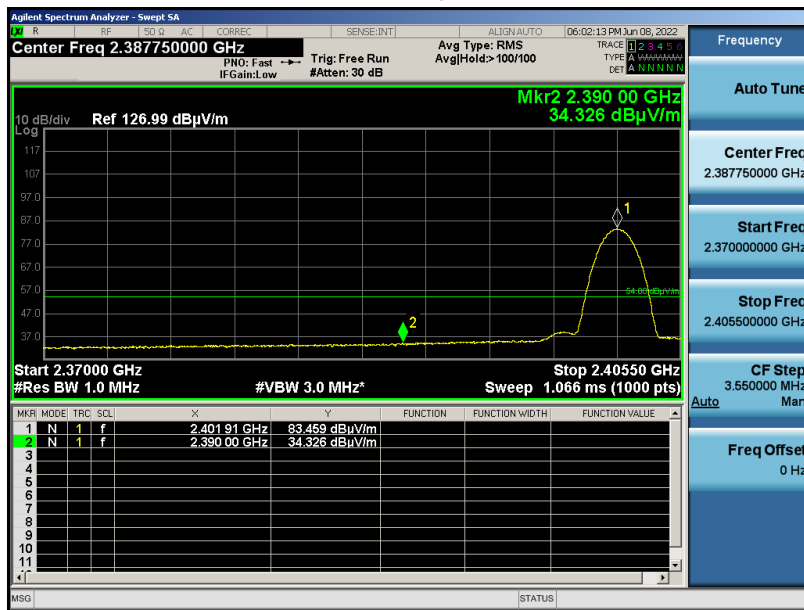 Agilent Spectrum Analyzer - Swept SA
LXI R RF 50 Ω AC CORREC SENSE:INT ALIGN AUTO 06:02:13 PM Jun 08, 2022
Center Freq 2.387750000 GHz
PNO: Fast
IFGain:Low
Trig: Free Run
#Atten: 30 dB
Avg Type: RMS
Avg|Hold:>100/100
TRACE 1 2 3 4 5 6
TYPE A WWWWW
DET A N N N N N
Mkr2 2.390 00 GHz
34.326 dBµV/m
10 dB/div Ref 126.99 dBµV/m
Log
117
107
97.0
87.0
77.0
67.0
57.0
47.0
37.0
1
54.00 dBµV/m
2
Start 2.37000 GHz Stop 2.40550 GHz
#Res BW 1.0 MHz #VBW 3.0 MHz* Sweep 1.066 ms (1000 pts)
MKR MODE TRC SCL X Y FUNCTION FUNCTION WIDTH FUNCTION VALUE
1 N 1 f 2.401 91 GHz 83.459 dBµV/m
2 N 1 f 2.390 00 GHz 34.326 dBµV/m
3
4
5
6
7
8
9
10
11
MSG STATUS
Frequency
Auto Tune
Center Freq
2.387750000 GHz
Start Freq
2.370000000 GHz
Stop Freq
2.405500000 GHz
CF Step
3.550000 MHz
Auto Man
Freq Offset
0 Hz